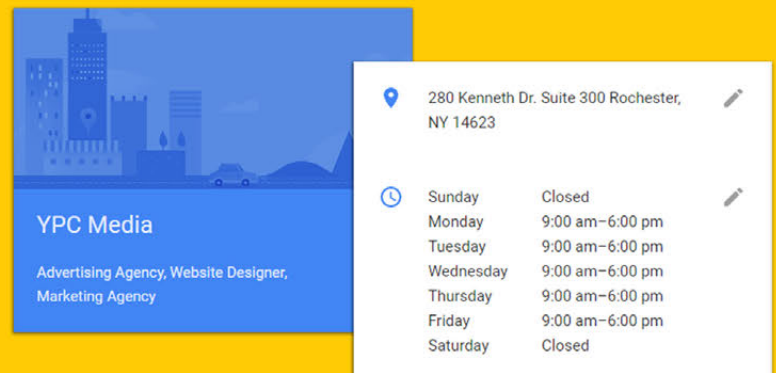 YPC Media
Advertising Agency, Website Designer,
Marketing Agency
280 Kenneth Dr. Suite 300 Rochester,
NY 14623
Sunday Closed
Monday 9:00 am–6:00 pm
Tuesday 9:00 am–6:00 pm
Wednesday 9:00 am–6:00 pm
Thursday 9:00 am–6:00 pm
Friday 9:00 am–6:00 pm
Saturday Closed